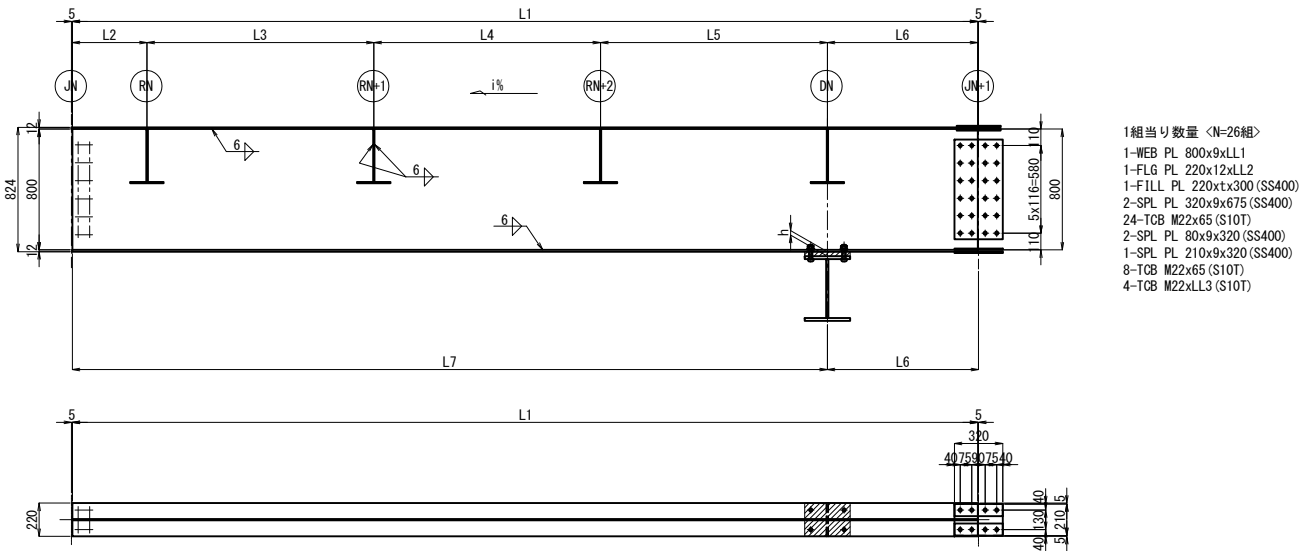 5
L1
5
L2
L3
L4
L5
L6
JN
RN
RN+1
RN+2
DN
JN+1
i%
12
824
800
12
6
6
6
h
110
5x116=580
110
800
L7
L6
1組当り数量 <N=26組>
1-WEB PL 800x9xLL1
1-FLG PL 220x12xLL2
1-FILL PL 220xtx300(SS400)
2-SPL PL 320x9x675(SS400)
24-TCB M22x65(S10T)
2-SPL PL 80x9x320(SS400)
1-SPL PL 210x9x320(SS400)
8-TCB M22x65(S10T)
4-TCB M22xLL3(S10T)
5
L1
5
320
40 75 90 75 40
220
40
130
40
5
210
5